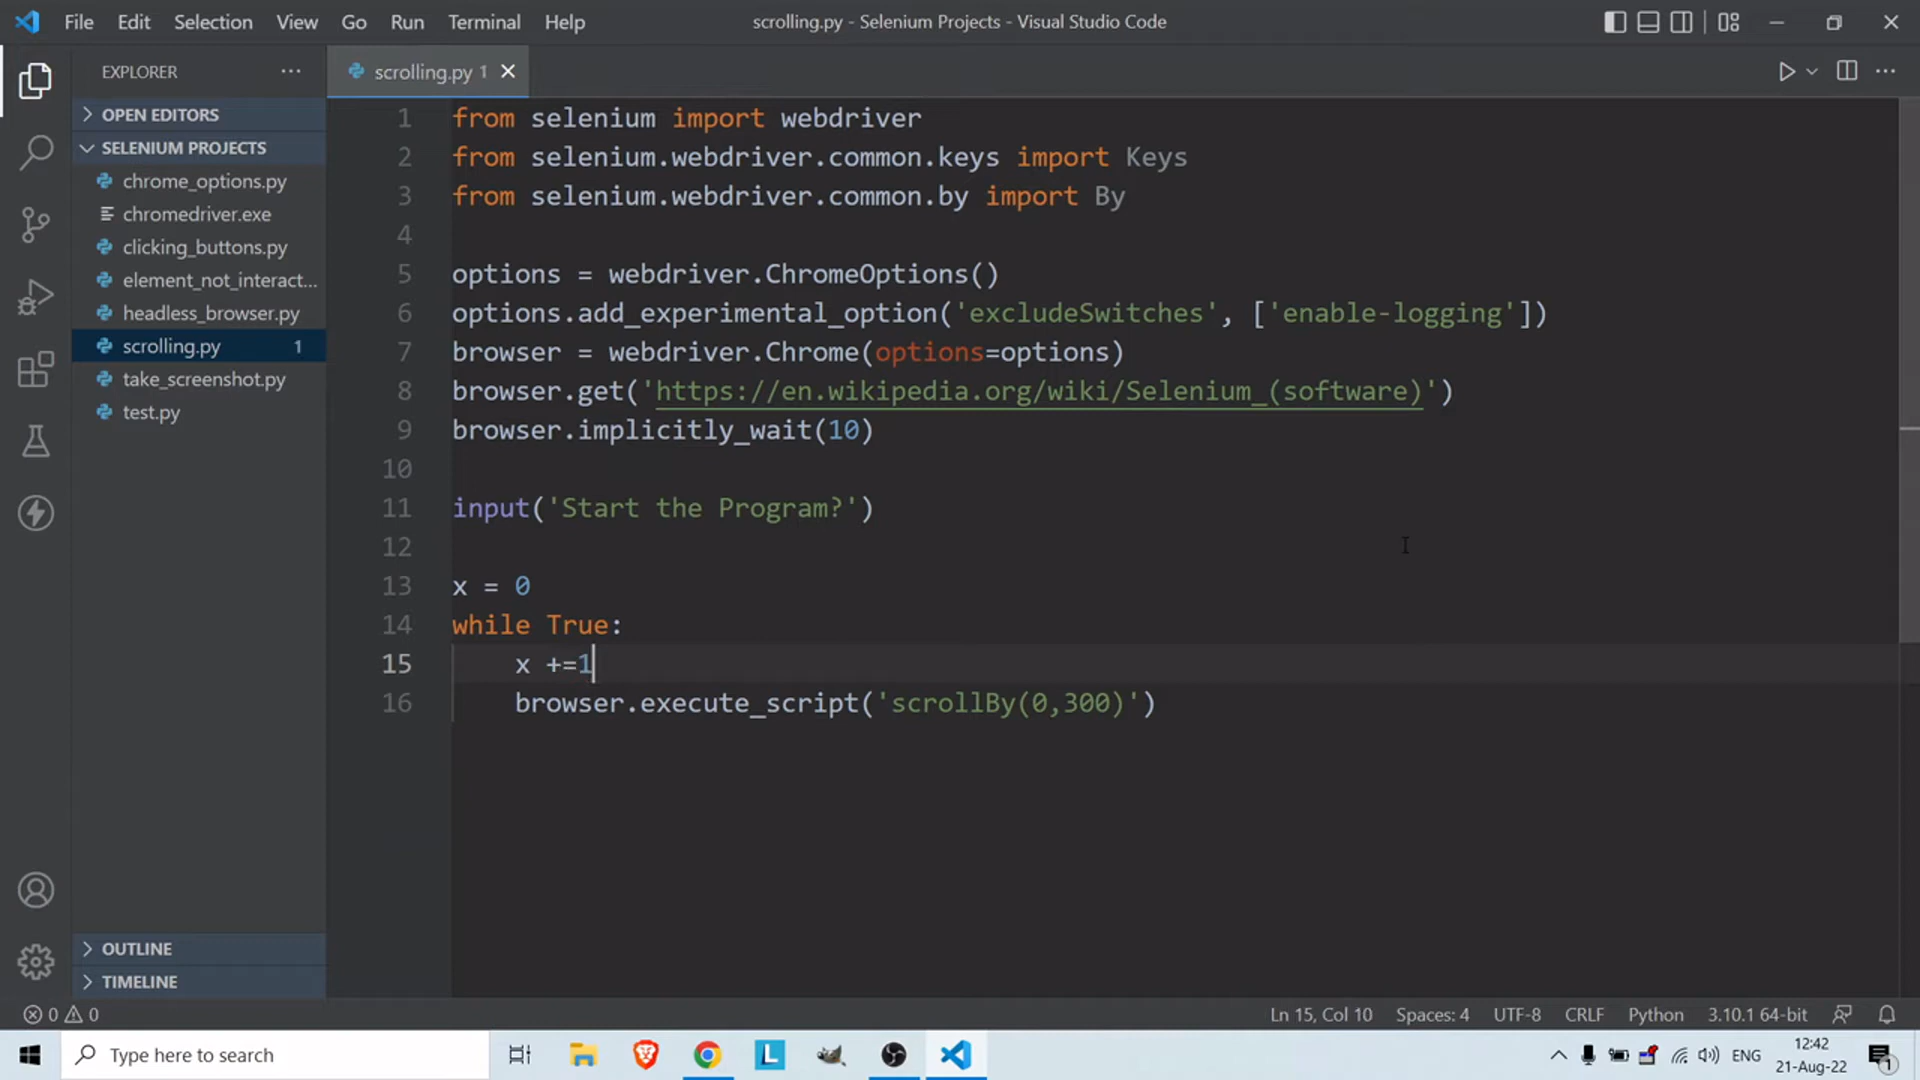 File Edit Selection View Go Run Terminal Help
scrolling.py - Selenium Projects - Visual Studio Code
EXPLORER
scrolling.py 1
OPEN EDITORS
SELENIUM PROJECTS
chrome_options.py
chromedriver.exe
clicking_buttons.py
element_not_interact...
headless_browser.py
scrolling.py 1
take_screenshot.py
test.py
OUTLINE
TIMELINE
1 from selenium import webdriver
2 from selenium.webdriver.common.keys import Keys
3 from selenium.webdriver.common.by import By
4
5 options = webdriver.ChromeOptions()
6 options.add_experimental_option('excludeSwitches', ['enable-logging'])
7 browser = webdriver.Chrome(options=options)
8 browser.get('https://en.wikipedia.org/wiki/Selenium_(software)')
9 browser.implicitly_wait(10)
10
11 input('Start the Program?')
12
13 x = 0
14 while True:
15 x +=1
16 browser.execute_script('scrollBy(0,300)')
0 0
Ln 15, Col 10 Spaces: 4 UTF-8 CRLF Python 3.10.1 64-bit
Type here to search
L
ENG
12:42
21-Aug-22
1